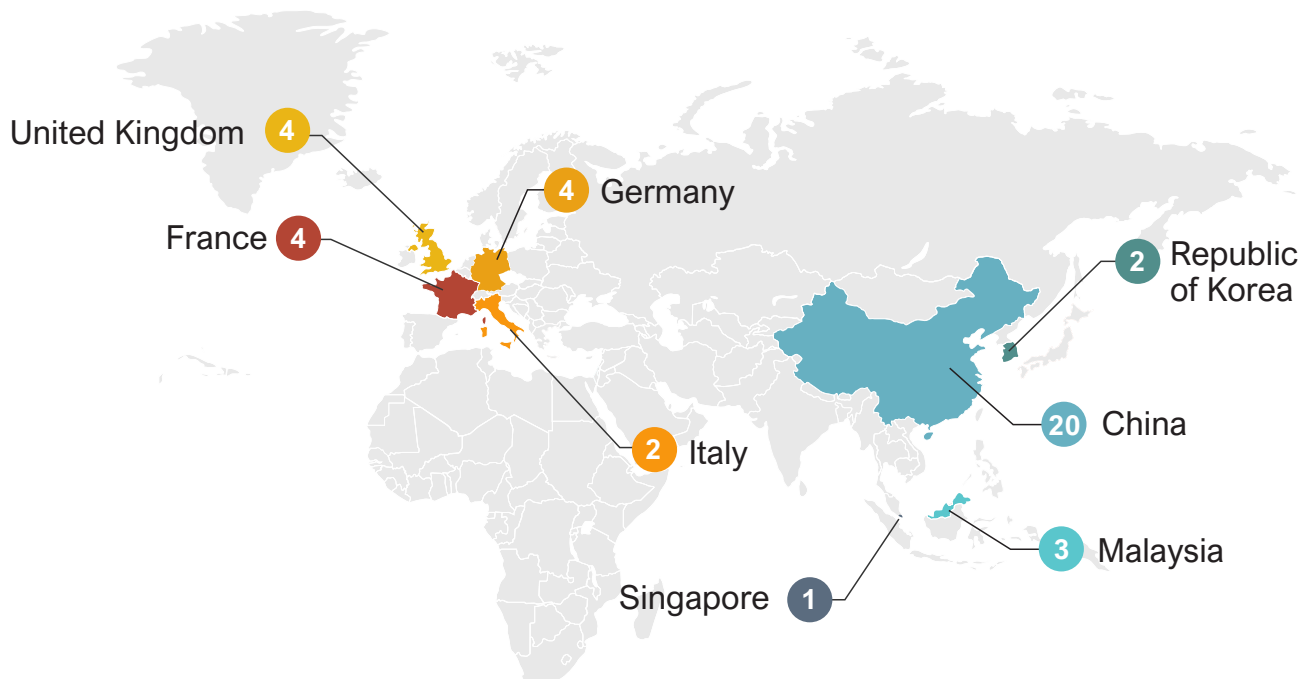 United Kingdom 4
4 Germany
France 4
2 Republic
of Korea
20 China
2 Italy
3 Malaysia
Singapore 1